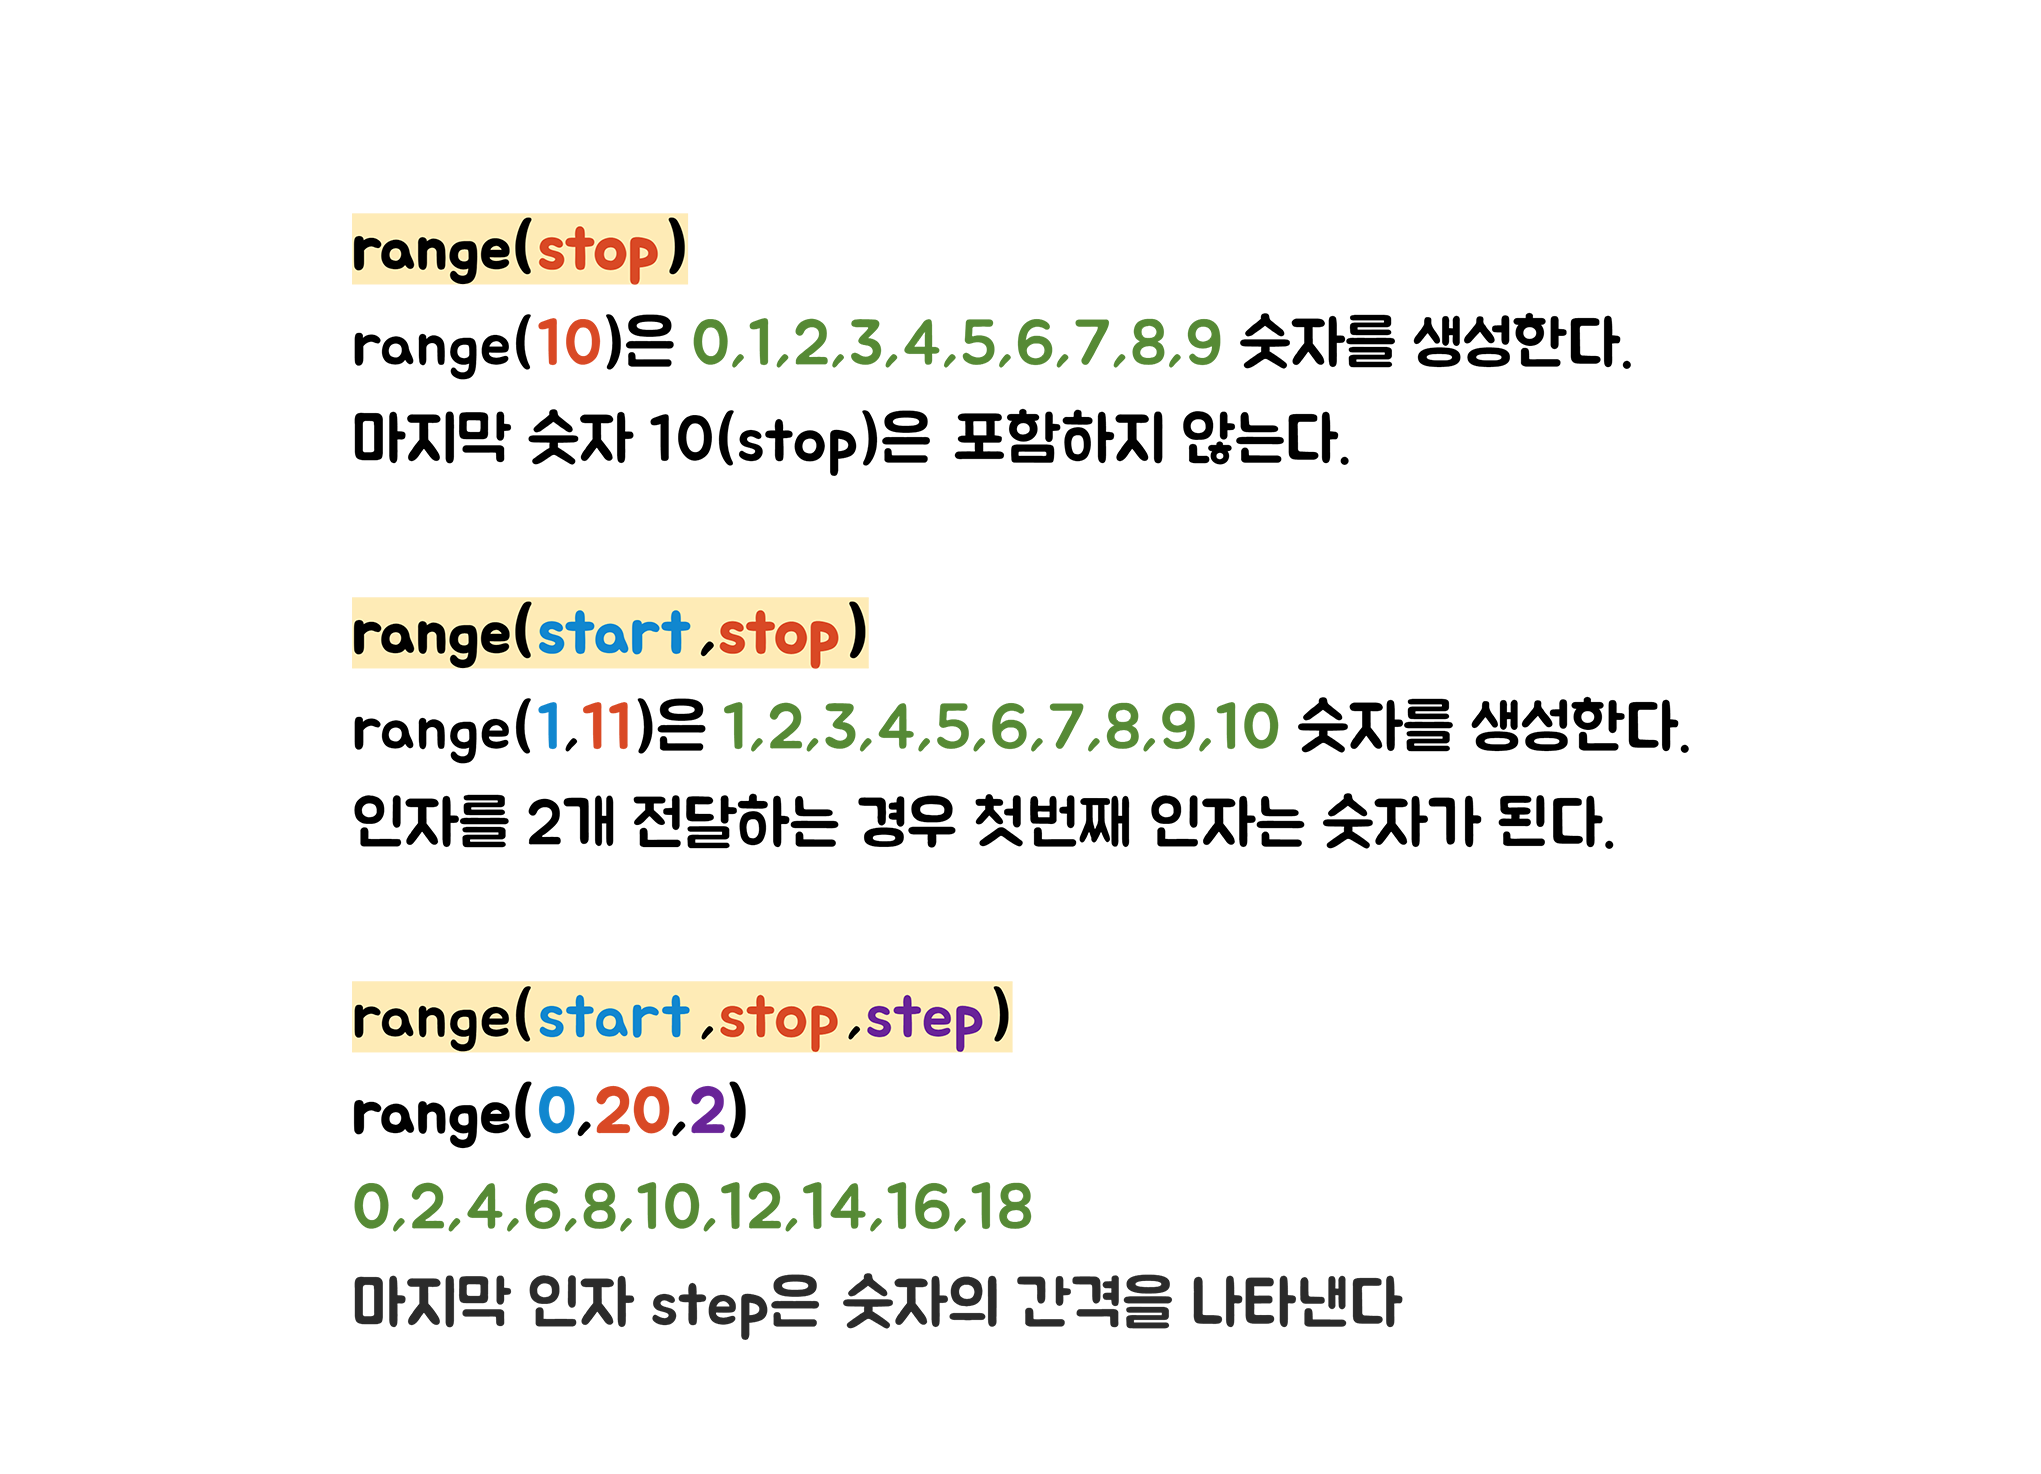 range(stop)
range(10)은 0,1,2,3,4,5,6,7,8,9 숫자를 생성한다.
마지막 숫자 10(stop)은 포함하지 않는다.
range(start,stop)
range(1,11)은 1,2,3,4,5,6,7,8,9,10 숫자를 생성한다.
인자를 2개 전달하는 경우 첫번째 인자는 숫자가 된다.
range(start,stop,step)
range(0,20,2)
0,2,4,6,8,10,12,14,16,18
마지막 인자 step은 숫자의 간격을 나타낸다